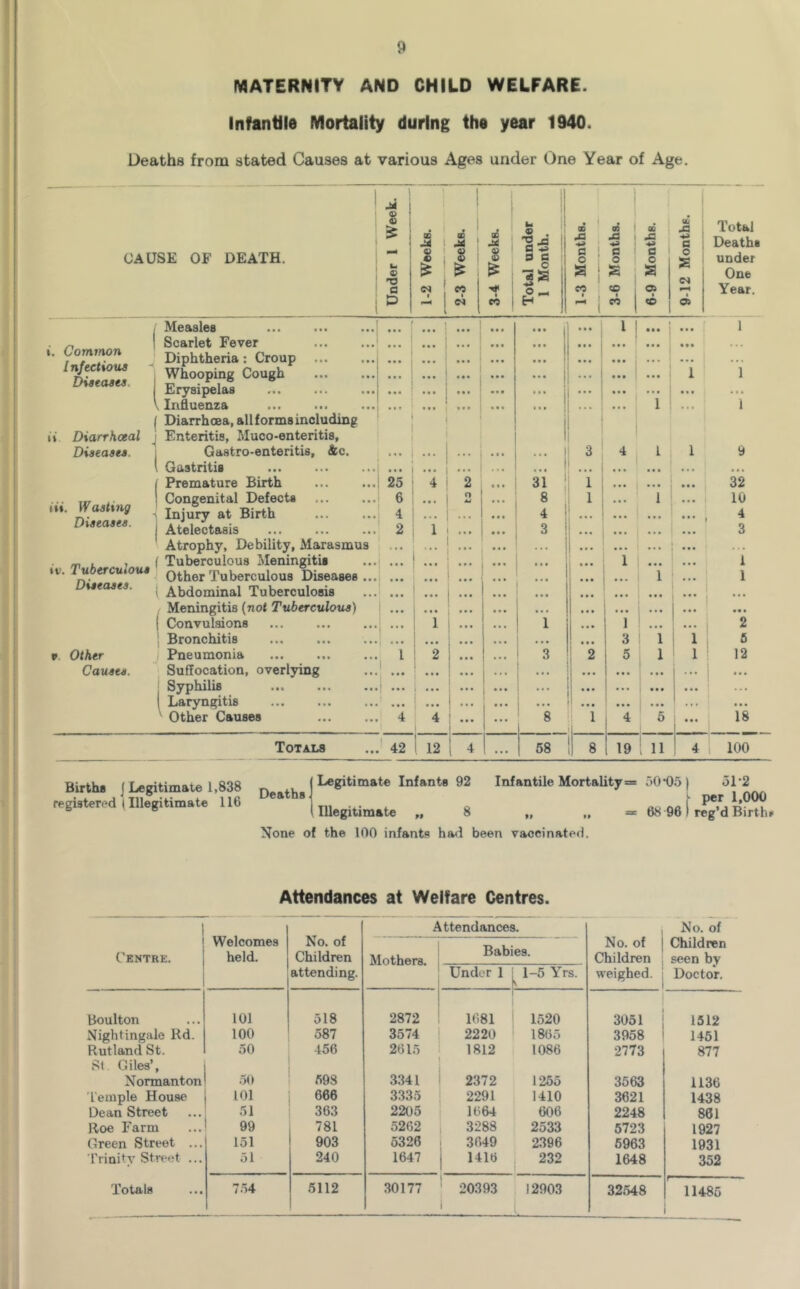 9
MATERNITY AND CHILD WELFARE.
Infantile Mortality during the year 1940.
Deaths from stated Causes at various Ages under One Year of Age.
CAUSE OF DEATH. Under 1 Week. 1-2 Weeks. 2-3 Weeks. 3-4 Weeks. Total under 1 Month. 1-3 Months. 3-6 Months. 6-9 Months. 9-12 Months. Total Deaths under One Year.
i. Common Infectious Diseases.
Measles ... ... ... ... ... ... ... ... ... 1 ... ... 1
Scarlet Fever ... ... ... ... ... ... ... ... ... ... ... ...
Diphtheria: Croup ... ... ... ... ... ... ... ... ... ... ... ...
Whooping Cough ... ... ... ... ... ... ... ... ... ... 1 1
Erysipelas ... ... ... ... ... ... ... ... ... ... ... ... ...
Influenza ... ... ... ... ... ... ... ... ... ... 1 ... 1
ii Diarrhœal Diseases.
Diarrhœa, all forms including
Enteritis, Muco-enteritis,
Gastro-enteritis, &c. ... ... ... ... ... 3 4 1 1 9
Gastritis ... ... ... ... ... ... ... ... ... ... ... ... ...
iii. Wasting Diseases.
Premature Birth ... ... 25 4 2 ... 31 1 ... ... ... 32
Congenital Defects ... ... 6 ... 2 ... 8 1 ... 1 ... 10
Injury at Birth ... ... 4 ... ... ... 4 ... ... ... ... 4
Atelectasis ... ... ... 2 1 ... ... 3 ... ... ... ... 3
Atrophy, Debility, Marasmus ... ... ... ... ... ... ... ... ... ...
iv. Tuberculous Diseases.
Tuberculous Meningitis ... ... ... ... ... ... ... 1 ... ... 1
Other Tuberculous Diseases ... ... ... ... ... ... ... ... 1 ... 1
Abdominal Tuberculosis ... ... ... ... ... ... ... ... ... ... ...
v. Other Causes.
Meningitis (not Tuberculous) ... ... ... ... ... ... ... ... ... ...
Convulsions ... ... ... ... 1 ... ... 1 ... 1 ... ... 2
Bronchitis ... ... ... ... ... ... ... ... ... 3 1 1 5
Pneumonia ... ... ... 1 2 ... ... 3 2 5 1 1 12
Suffocation, overlying ... ... ... ... ... ... ... ... ... ... ...
Syphilis ... ... ... ... ... ... ... ... ... ... ... ... ...
Laryngitis ... ... ... ... ... ... ... ... ... ... ... ... ...
Other Causes ... ... 4 4 ... ... 8 1 4 5 ... 18
TOTALS ... 42 12 4 ... 58 8 19 11 4 100
Births registered { Legitimate 1,838 Deaths { Legitimate Infants 92 Infantile Mortality= 50·05 } 51·2
Illegitimate 116 Illegitimate „ 8 „ „ = 68 96 per 1,000 reg'd Births
None of the 100 infants had been vaccinated.
Attendances at Welfare Centres.
CENTRE. Welcomes held. No. of Children attending. Attendances. Mothers. Babies. Under 1 1-5 Yrs. No. of Children weighed. No. of Children seen by Doctor.
Boulton ... 101 518 2872 1681 1520 3051 1512
Nightingale Rd. 100 587 3574 2220 1865 3958 1451
Rutland St. 50 456 2615 1812 1086 2773 877
St. Giles',
Normanton 50 598 3341 2372 1255 3563 1136
Temple House 101 666 3335 2291 1410 3621 1438
Dean Street ... 51 363 2205 1664 606 2248 861
Roe Farm ... 99 781 5262 3288 2533 5723 1927
Green Street ... 151 903 5326 3649 2396 5963 1931
Trinity Street ... 51 240 1647 1416 232 1648 352
Totals ... 754 5112 30177 20393 12903 32548 11485